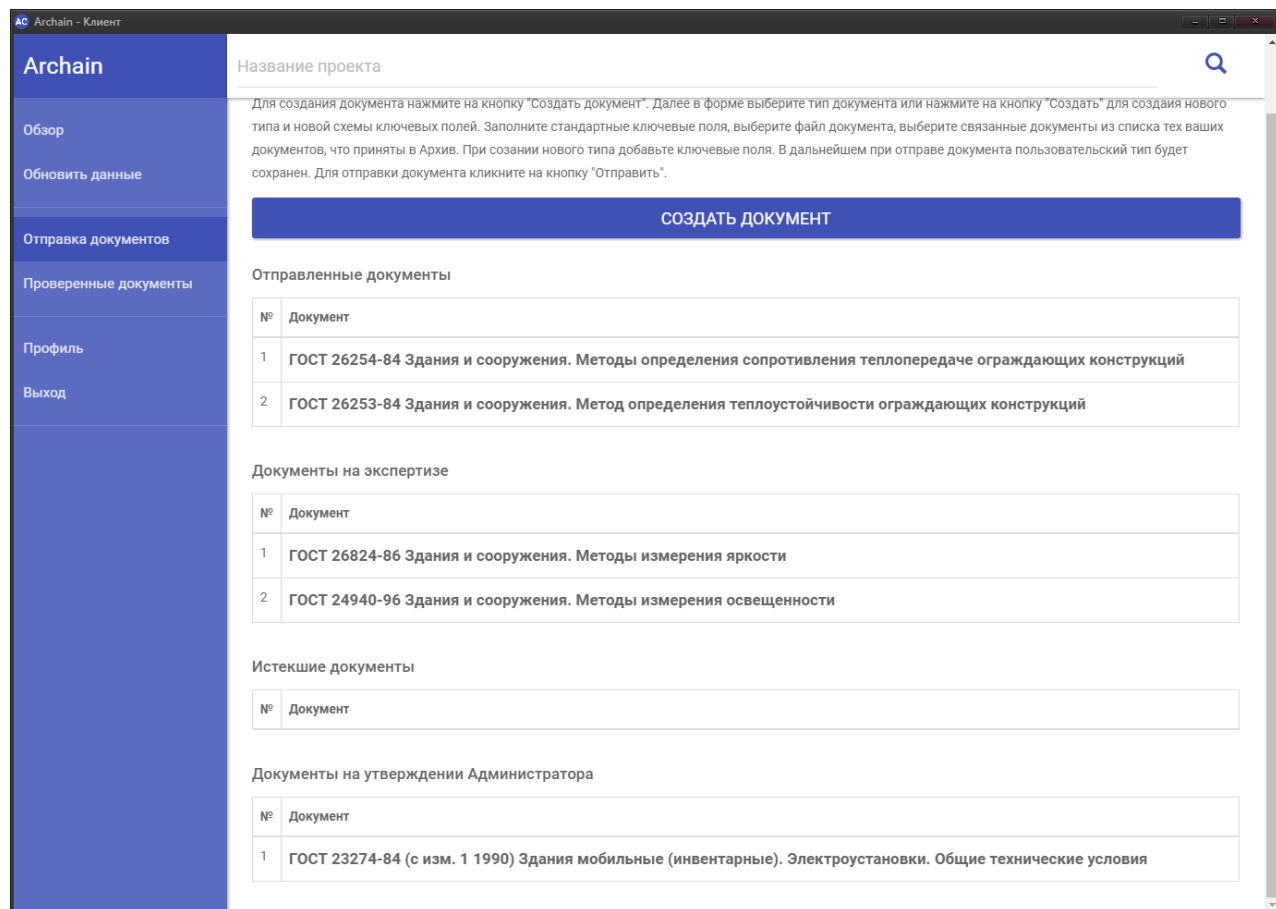 AC Archain - Клиент
Archain
Название проекта
Обзор
Обновить данные
Отправка документов
Проверенные документы
Профиль
Выход
Для создания документа нажмите на кнопку "Создать документ". Далее в форме выберите тип документа или нажмите на кнопку "Создать" для создаия нового
типа и новой схемы ключевых полей. Заполните стандартные ключевые поля, выберите файл документа, выберите связанные документы из списка тех ваших
документов, что приняты в Архив. При созании нового типа добавьте ключевые поля. В дальнейшем при отправе документа пользовательский тип будет
сохранен. Для отправки документа кликните на кнопку "Отправить".
СОЗДАТЬ ДОКУМЕНТ
Отправленные документы
№ Документ
1 ГОСТ 26254-84 Здания и сооружения. Методы определения сопротивления теплопередаче ограждающих конструкций
2 ГОСТ 26253-84 Здания и сооружения. Метод определения теплоустойчивости ограждающих конструкций
Документы на экспертизе
№ Документ
1 ГОСТ 26824-86 Здания и сооружения. Методы измерения яркости
2 ГОСТ 24940-96 Здания и сооружения. Методы измерения освещенности
Истекшие документы
№ Документ
Документы на утверждении Администратора
№ Документ
1 ГОСТ 23274-84 (с изм. 1 1990) Здания мобильные (инвентарные). Электроустановки. Общие технические условия